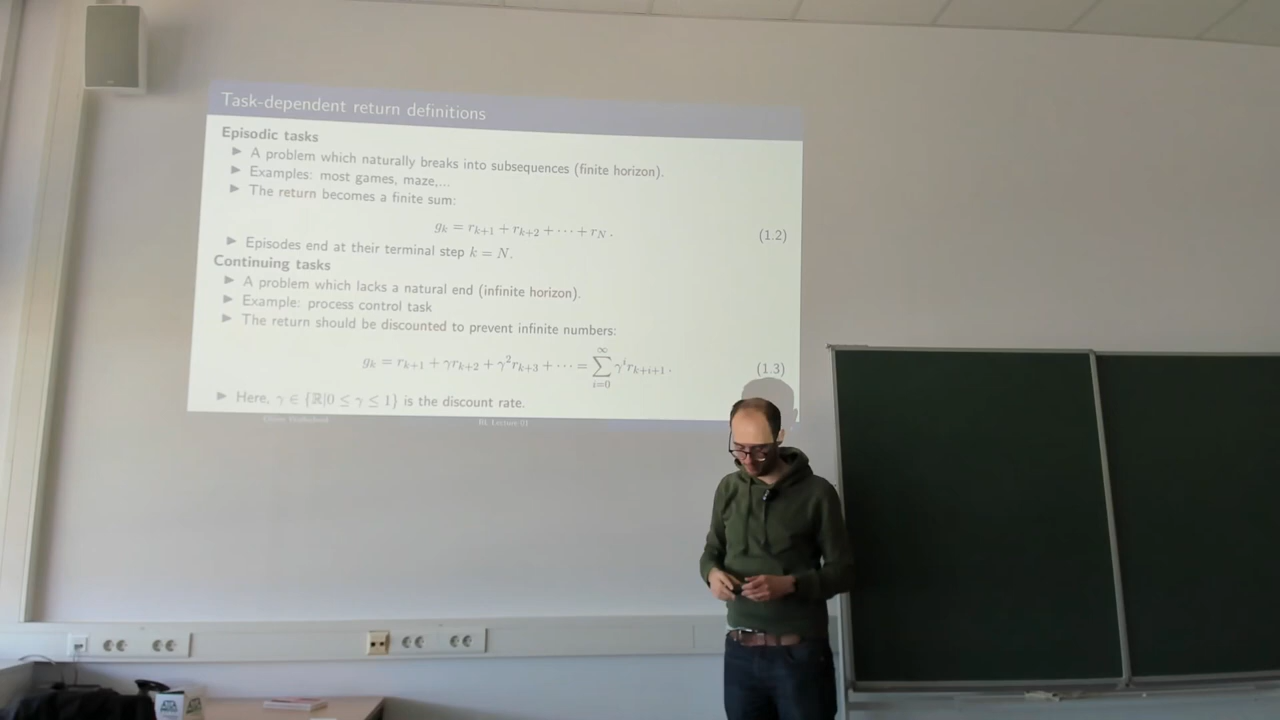 Task-dependent return definitions
Episodic tasks
▶ A problem which naturally breaks into subsequences (finite horizon).
▶ Examples: most games, maze,...
▶ The return becomes a finite sum:
g_k = r_{k+1} + r_{k+2} + ··· + r_N . (1.2)
▶ Episodes end at their terminal step k = N.
Continuing tasks
▶ A problem which lacks a natural end (infinite horizon).
▶ Example: process control task
▶ The return should be discounted to prevent infinite numbers:
g_k = r_{k+1} + γr_{k+2} + γ²r_{k+3} + ··· = ∑_{i=0}^{∞} γ^i r_{k+i+1} . (1.3)
▶ Here, γ ∈ {ℝ|0 ≤ γ ≤ 1} is the discount rate.
RL Lecture 01